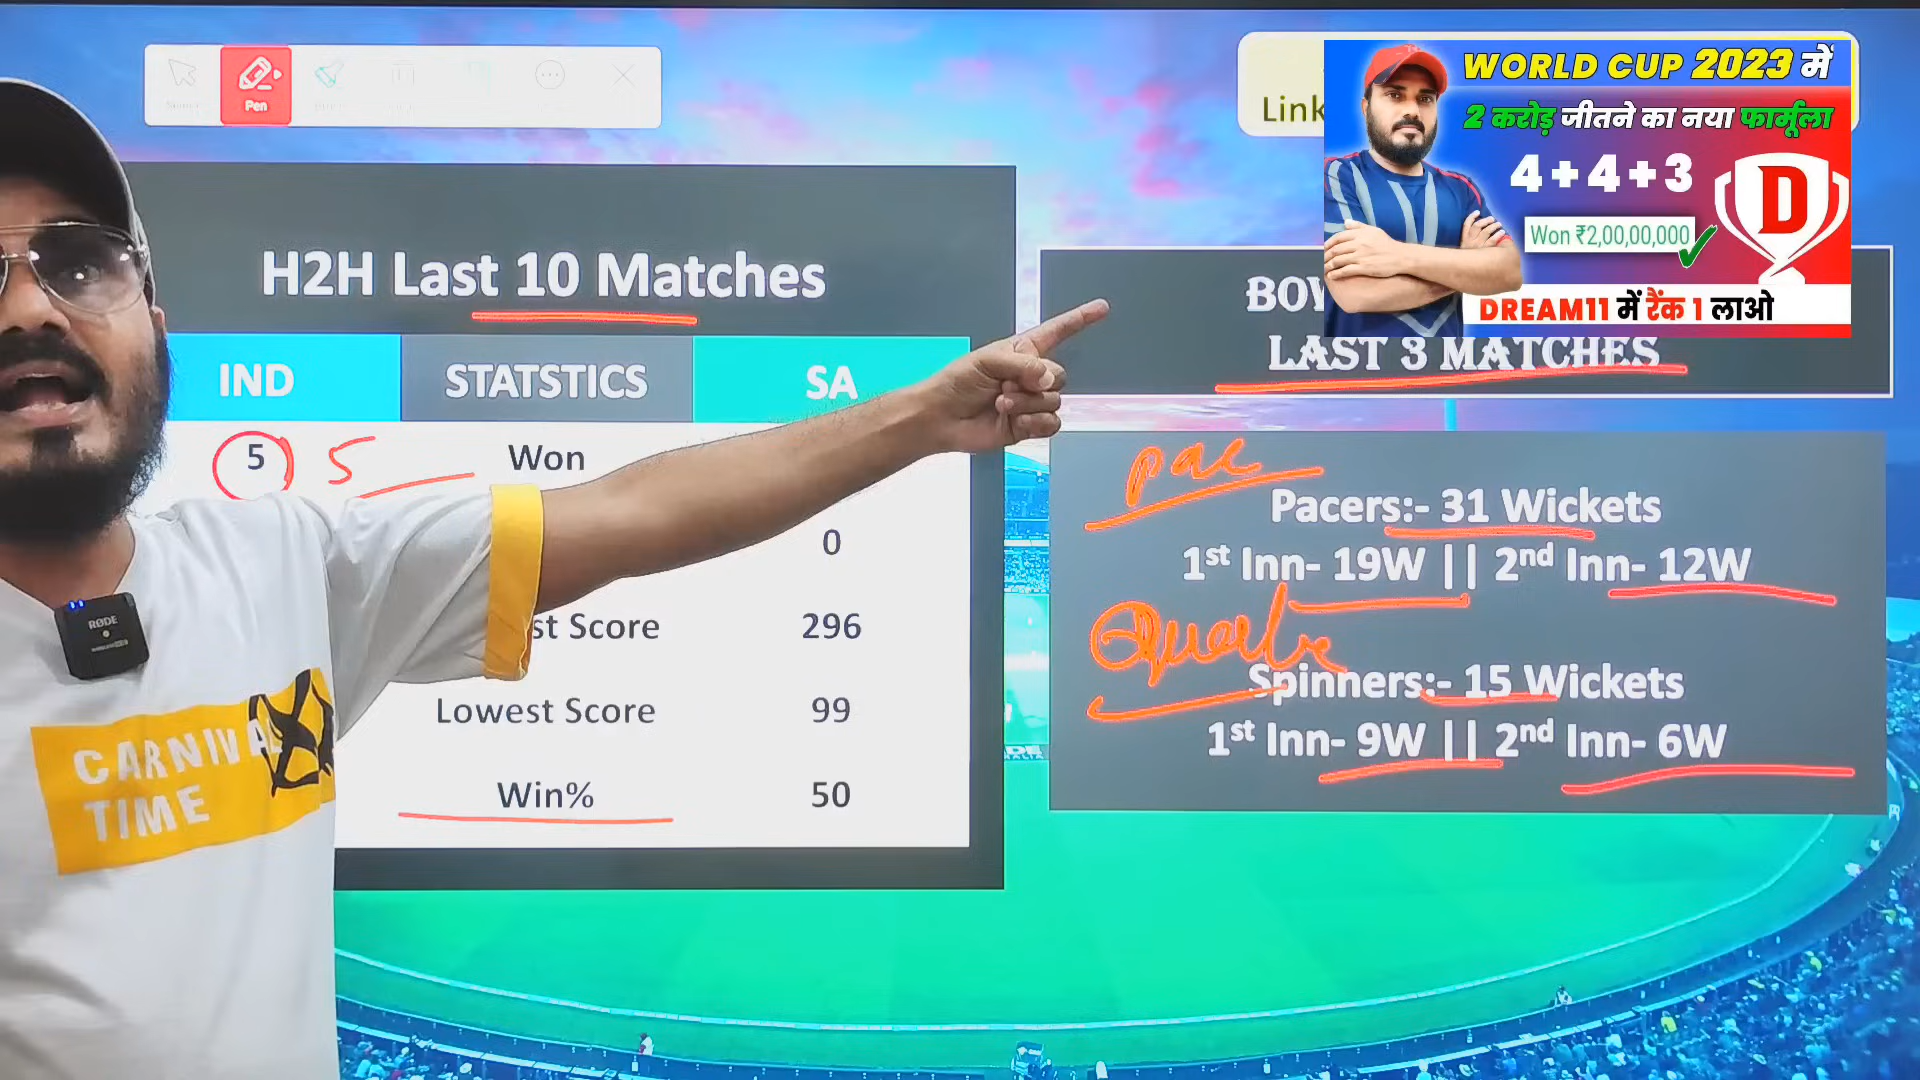 Pen
Link
WORLD CUP 2023 में
2 करोड़ जीतने का नया फार्मूला
4+4+3
Won ₹2,00,00,000
D
DREAM11 में रैंक 1 लाओ
H2H Last 10 Matches
IND STATSTICS SA
5 5 Won
0
st Score 296
Lowest Score 99
Win% 50
BOW
LAST 3 MATCHES
pac
Pacers:- 31 Wickets
1st Inn- 19W || 2nd Inn- 12W
Spinners:- 15 Wickets
1st Inn- 9W || 2nd Inn- 6W
RØDE
CARNIVAL
TIME